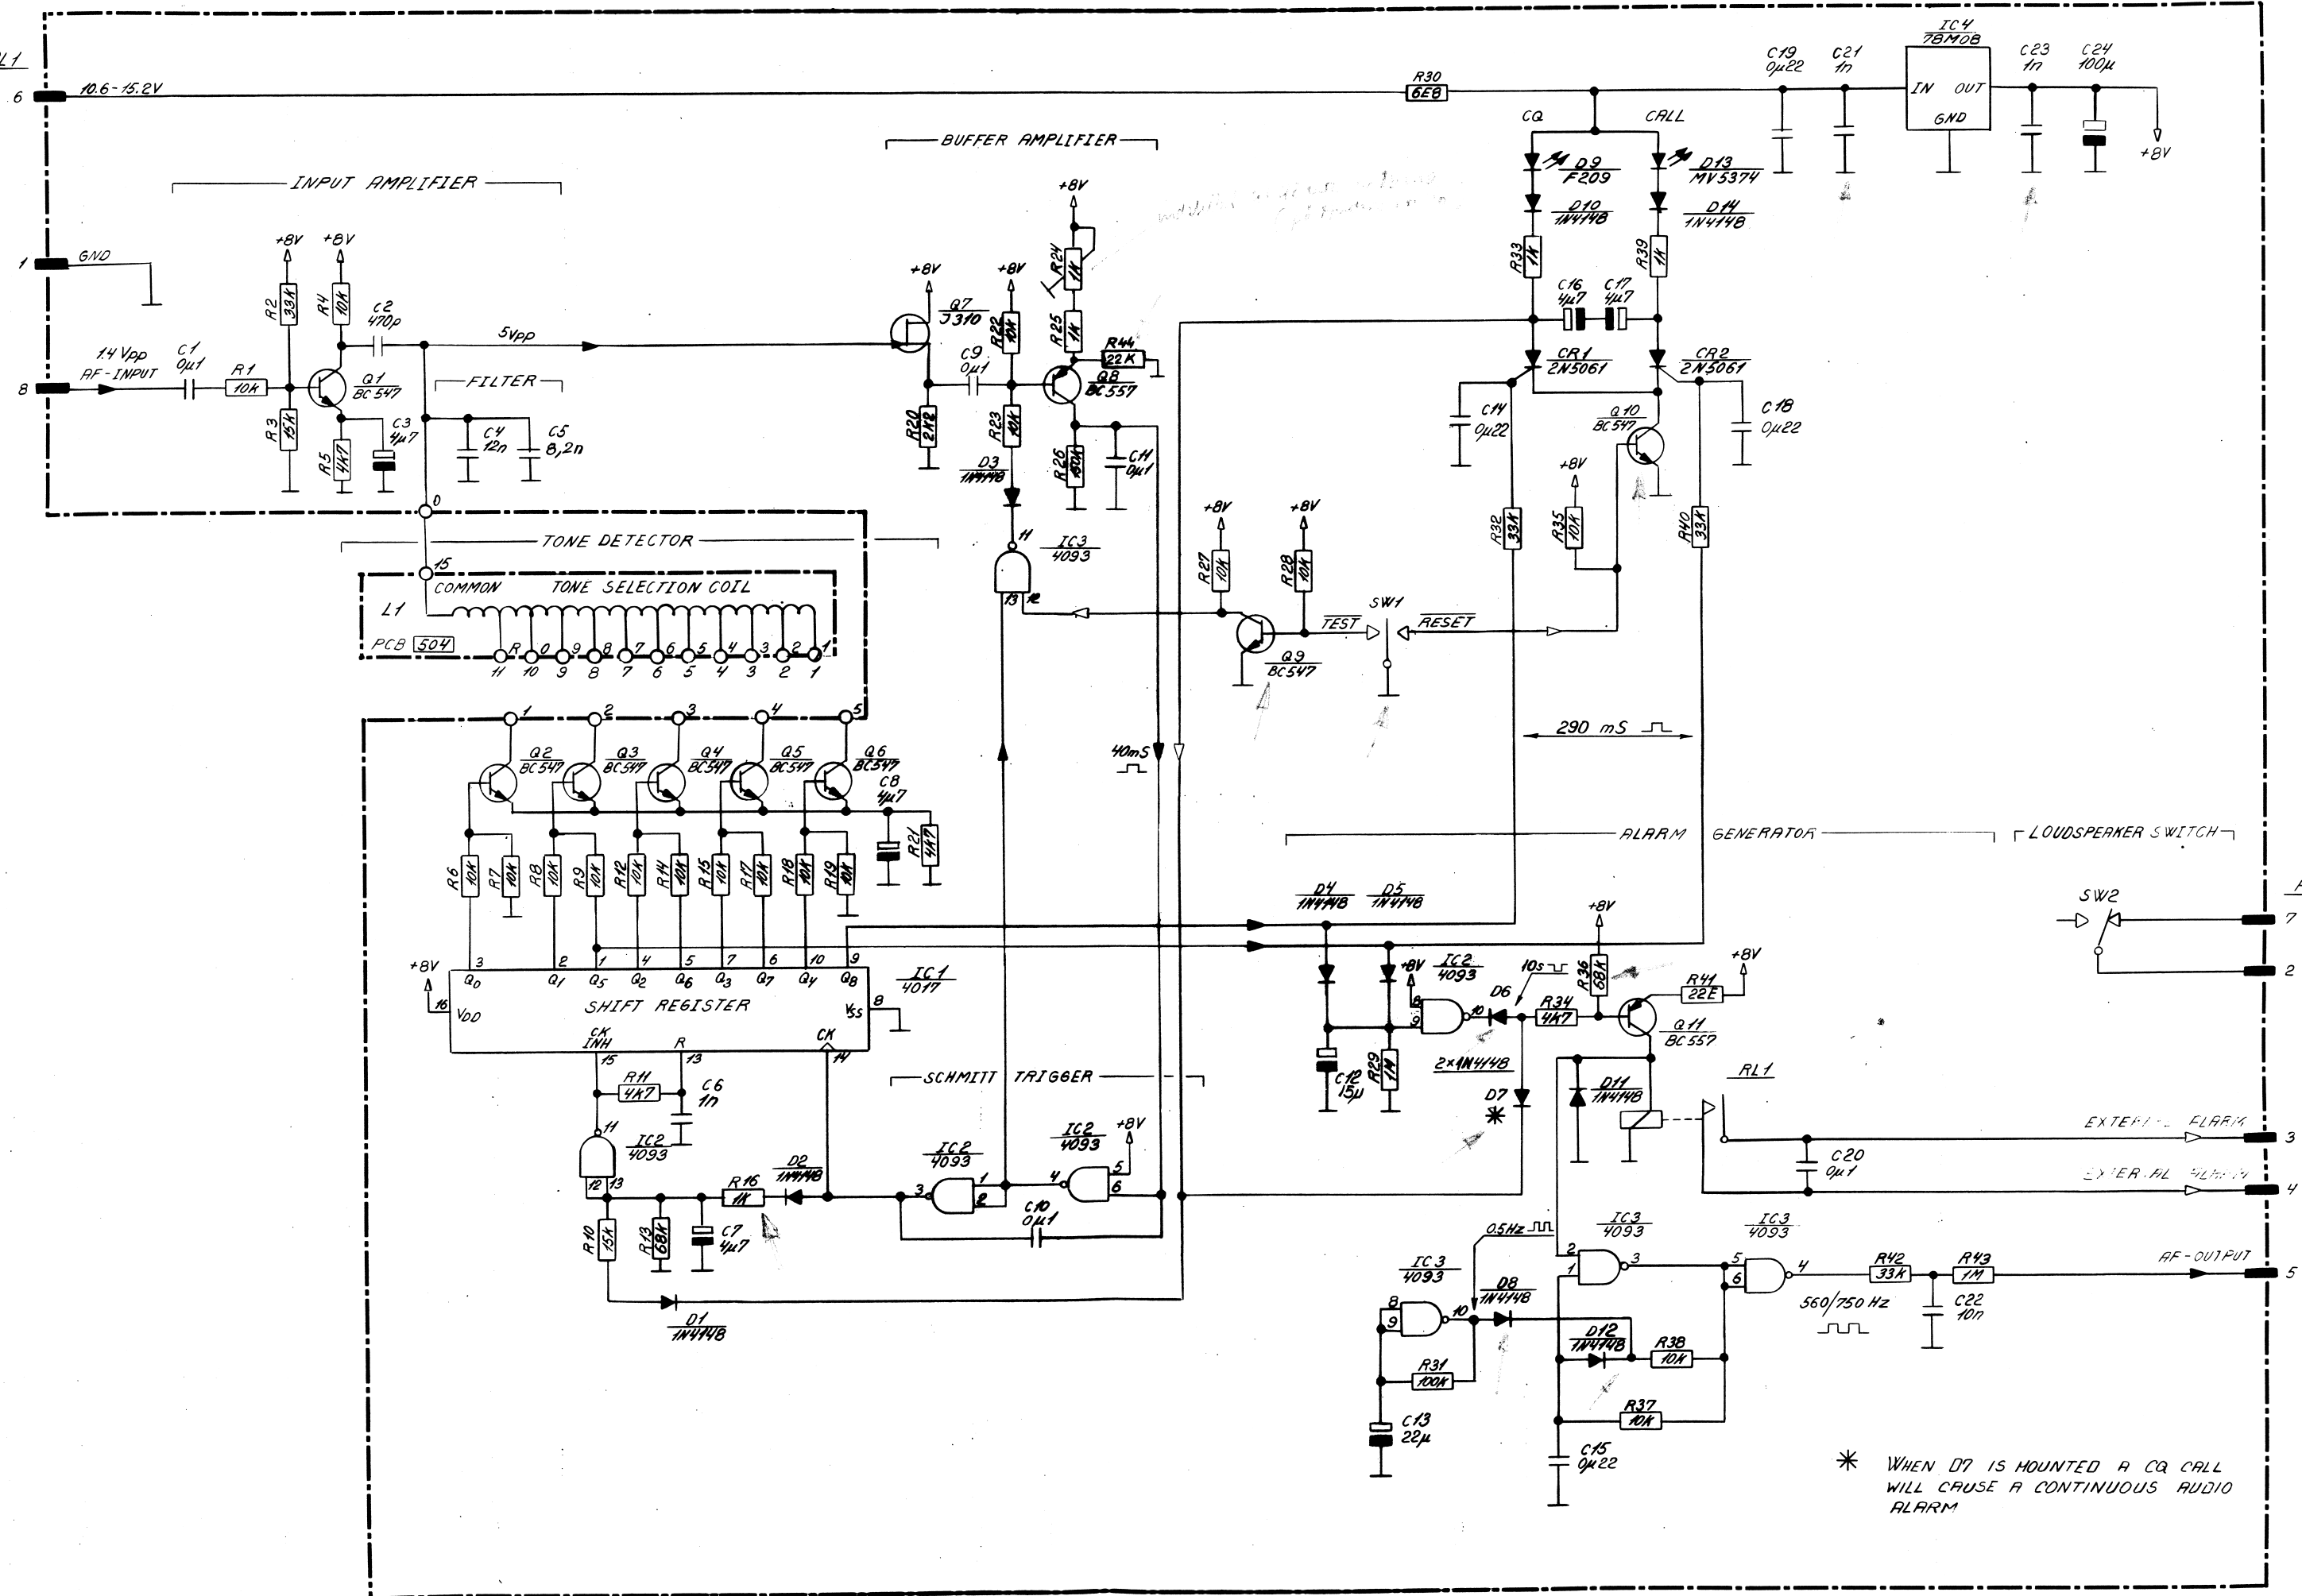 L1
6
10.6-15.2V
R30
6E8
C19
0µ22
C21
1n
IC4
78M08
IN OUT
GND
C23
1n
C24
100µ
+8V
CQ
CALL
D9
F209
D13
MV5374
D10
1N4148
D14
1N4148
R33
1K
R39
1K
C16
4µ7
C17
4µ7
CR1
2N5061
CR2
2N5061
C14
0µ22
Q10
BC547
C18
0µ22
+8V
R32
33K
R35
10K
R40
33K
BUFFER AMPLIFIER
+8V
R24
1K
+8V
+8V
Q7
J310
R22
10K
R25
1K
R44
22K
C9
0µ1
Q8
BC557
R20
2K2
R23
10K
D3
1N4148
R26
C11
0µ1
INPUT AMPLIFIER
1
GND
+8V
+8V
R2
33K
R4
10K
C2
470p
5Vpp
8
1.4 Vpp
AF-INPUT
C1
0µ1
R1
10K
Q1
BC547
R3
15K
R5
4K7
C3
4µ7
FILTER
C4
12n
C5
8,2n
0
TONE DETECTOR
15
COMMON
TONE SELECTION COIL
L1
PCB 504
R 0 9 8 7 6 5 4 3 2 1
11 10 9 8 7 6 5 4 3 2 1
11
IC3
4093
13 12
+8V
+8V
R27
10K
R28
10K
TEST
SW1
RESET
Q9
BC547
290 mS
40mS
1 2 3 4 5
Q2
BC547
Q3
BC547
Q4
BC547
Q5
BC547
Q6
BC547
C8
4µ7
R6
10K
R7
10K
R8
10K
R9
10K
R12
10K
R14
10K
R15
10K
R17
10K
R18
10K
R19
10K
R21
4K7
+8V
3 2 1 4 5 7 6 10 9
Q0 Q1 Q5 Q2 Q6 Q3 Q7 Q4 Q8
IC1
4017
16
VDD
SHIFT REGISTER
VSS
8
CK
INH
R
CK
15
13
14
R11
4K7
C6
1n
11
IC2
4093
12 13
R10
15K
R13
68K
C7
4µ7
R16
1K
D2
1N4148
D1
1N4148
SCHMITT TRIGGER
IC2
4093
3
1
2
IC2
4093
4
+8V
5
6
C10
0µ1
ALARM GENERATOR
LOUDSPEAKER SWITCH
D4
1N4148
D5
1N4148
+8V
IC2
4093
8
9
10
10s
D6
+8V
R36
68K
R34
4K7
R41
22E
+8V
Q11
BC557
C12
15µ
R29
1M
2×1N4148
D7
D11
1N4148
RL1
SW2
7
2
C20
0µ1
3
EXTERNAL ALARM
4
0.5Hz
IC3
4093
8
9
10
D8
1N4148
R31
100K
C13
22µ
IC3
4093
2
1
3
IC3
4093
5
6
4
D12
1N4148
R38
10K
R37
10K
C15
0µ22
560/750 Hz
R42
33K
R43
1M
C22
10n
AF-OUTPUT
5
* WHEN D7 IS MOUNTED A CQ CALL
WILL CAUSE A CONTINUOUS AUDIO
ALARM